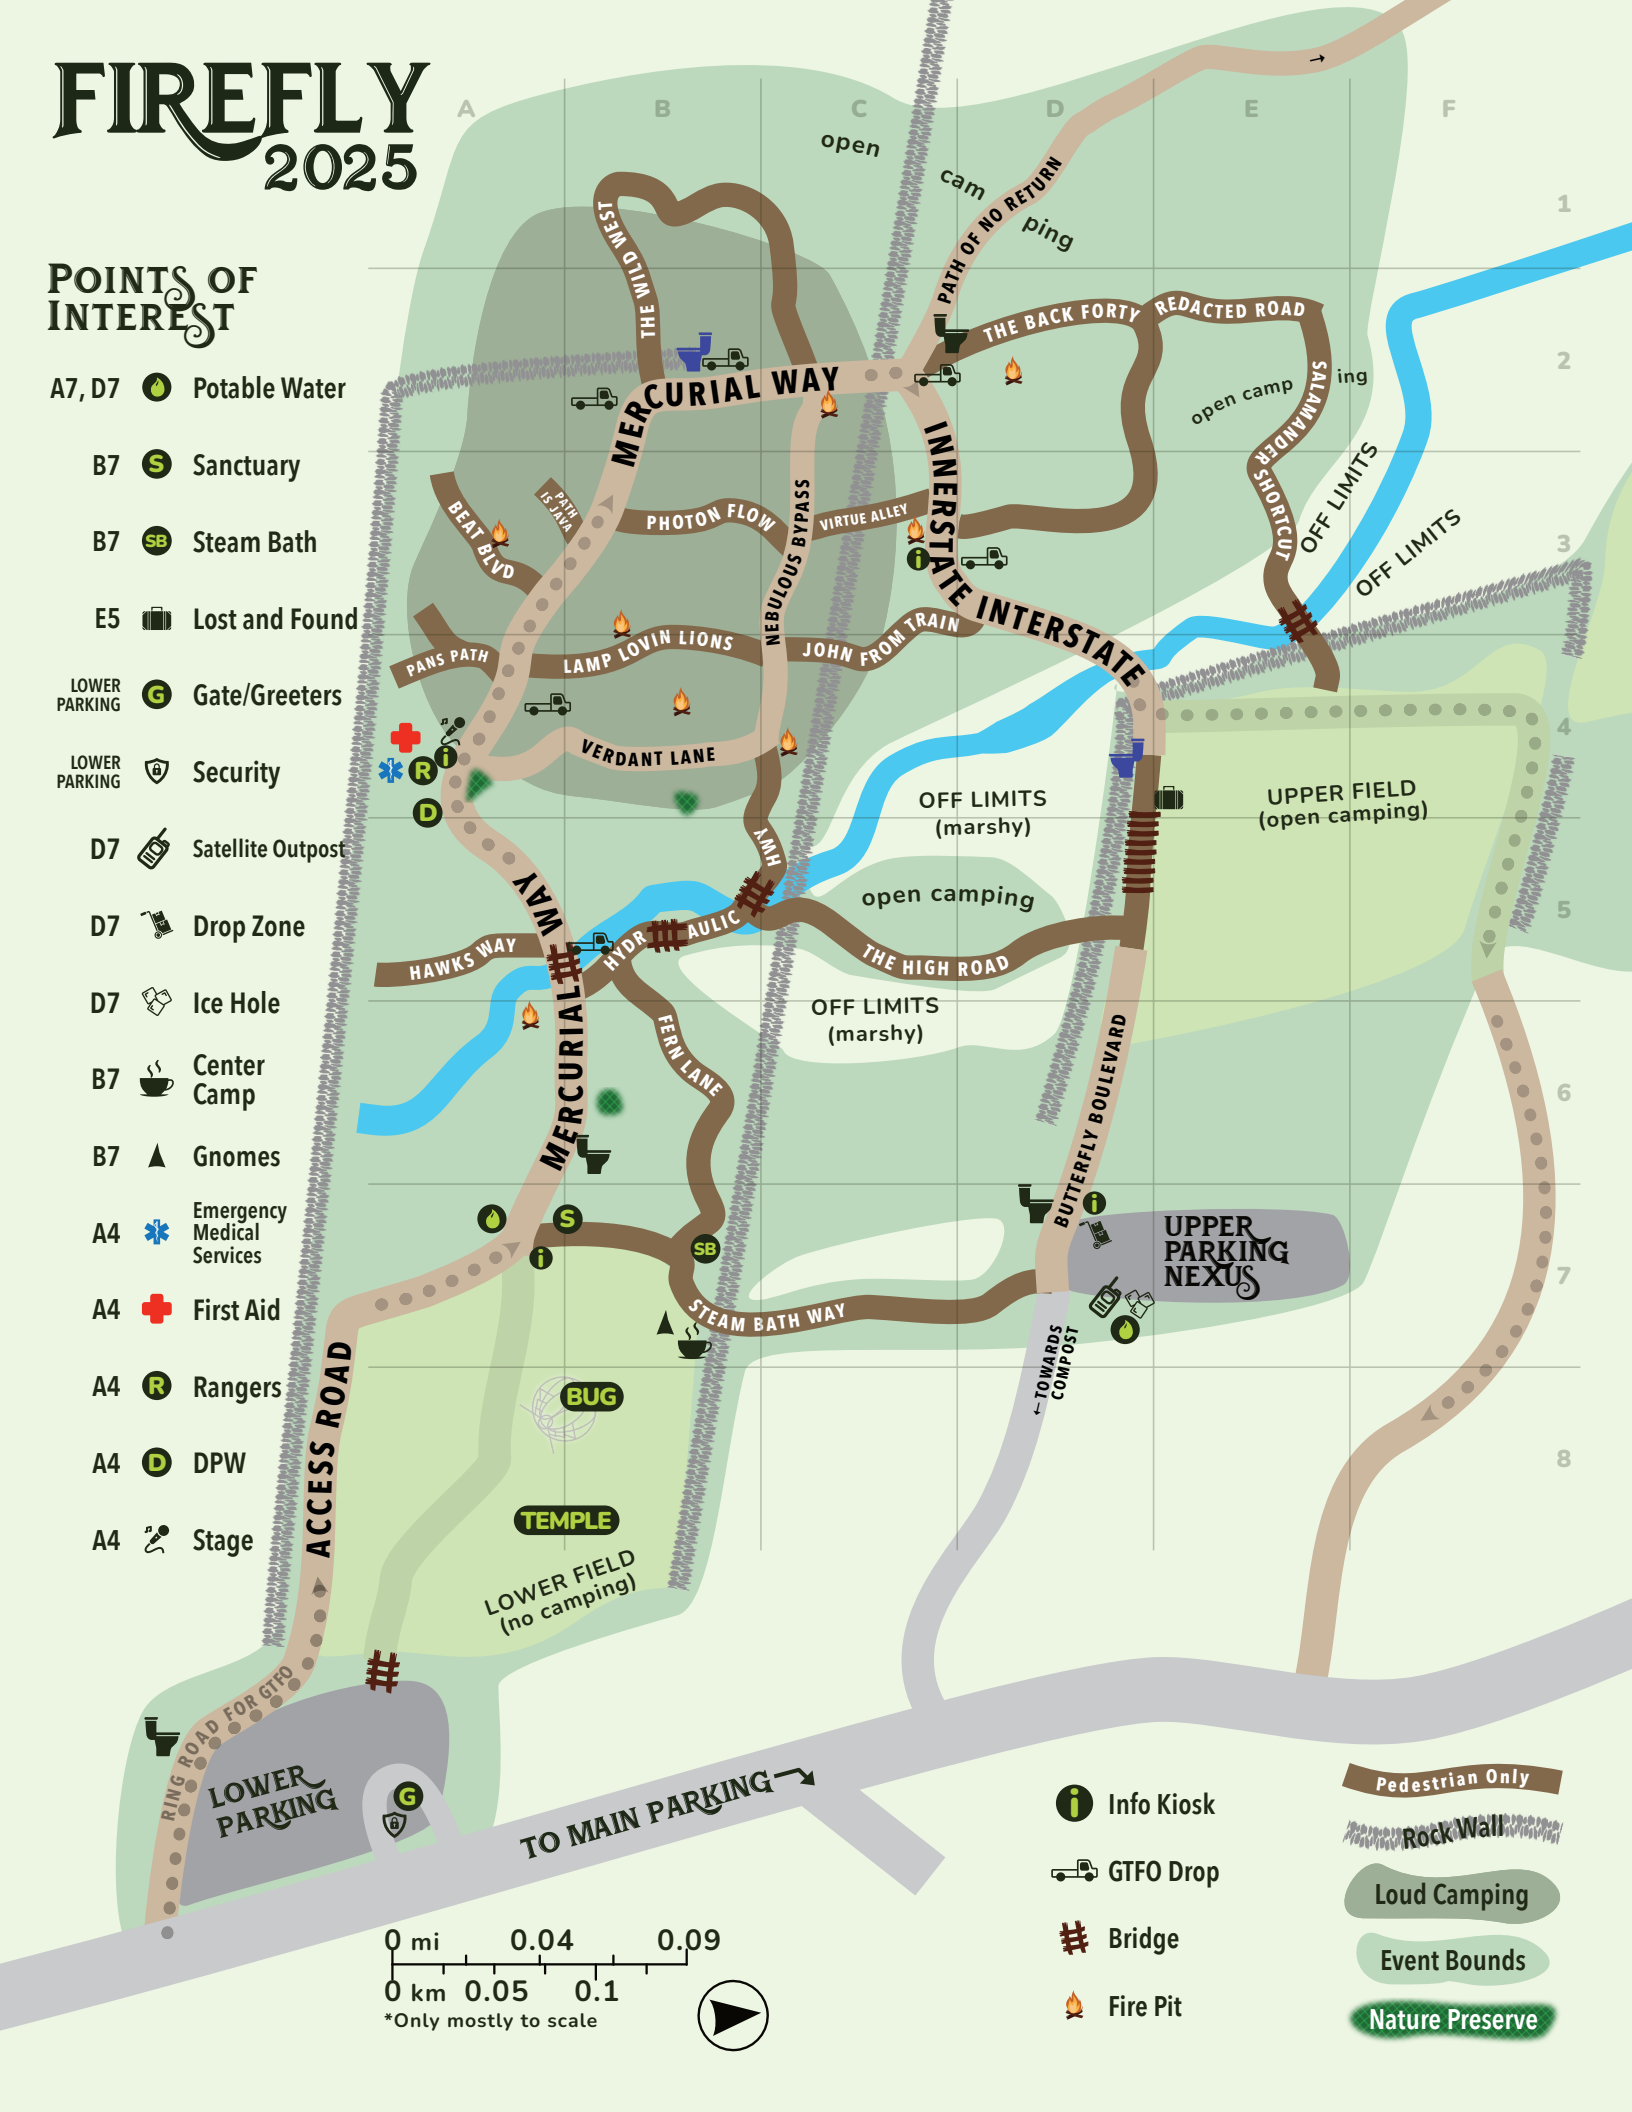 FIREFLY
2025
POINTS OF
INTEREST
A7, D7 Potable Water
B7 S Sanctuary
B7 SB Steam Bath
E5 Lost and Found
LOWER
PARKING
G Gate/Greeters
LOWER
PARKING
Security
D7 Satellite Outpost
D7 Drop Zone
D7 Ice Hole
B7 Center
Camp
B7 Gnomes
A4 Emergency
Medical
Services
A4 First Aid
A4 R Rangers
A4 D DPW
A4 Stage
A
B
C
D
E
F
1
2
3
4
5
6
7
8
open
cam
ping
PATH OF NO RETURN
→
THE WILD WEST
THE BACK FORTY
REDACTED ROAD
MERCURIAL WAY
open camp
ing
SALAMANDER
SHORTCUT
OFF LIMITS
OFF LIMITS
INNERSTATE INTERSTATE
BEAT BLVD
PATH
IS JAVA
PHOTON FLOW
NEBULOUS BYPASS
VIRTUE ALLEY
i
PANS PATH
LAMP LOVIN LIONS
JOHN FROM TRAIN
VERDANT LANE
i
R
D
OFF LIMITS
(marshy)
UPPER FIELD
(open camping)
HWY
WAY
open camping
HAWKS WAY
HYDR
AULIC
THE HIGH ROAD
OFF LIMITS
(marshy)
MERCURIAL
FERN LANE
BUTTERFLY BOULEVARD
S
i
SB
i
UPPER
PARKING
NEXUS
STEAM BATH WAY
←TOWARDS
COMPOST
ACCESS ROAD
BUG
TEMPLE
LOWER FIELD
(no camping)
RING ROAD FOR GTFO
LOWER
PARKING
G
TO MAIN PARKING
0 mi 0.04 0.09
0 km 0.05 0.1
*Only mostly to scale
i Info Kiosk
GTFO Drop
Bridge
Fire Pit
Pedestrian Only
Rock Wall
Loud Camping
Event Bounds
Nature Preserve